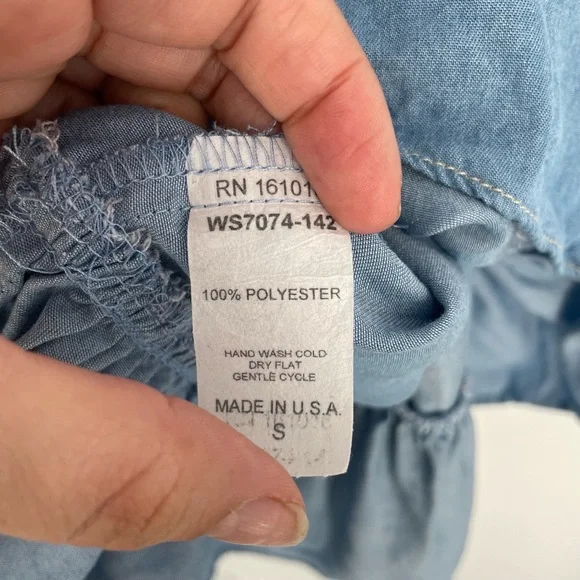 RN 16101
WS7074-142
100% POLYESTER
HAND WASH COLD
DRY FLAT
GENTLE CYCLE
MADE IN U.S.A.
S